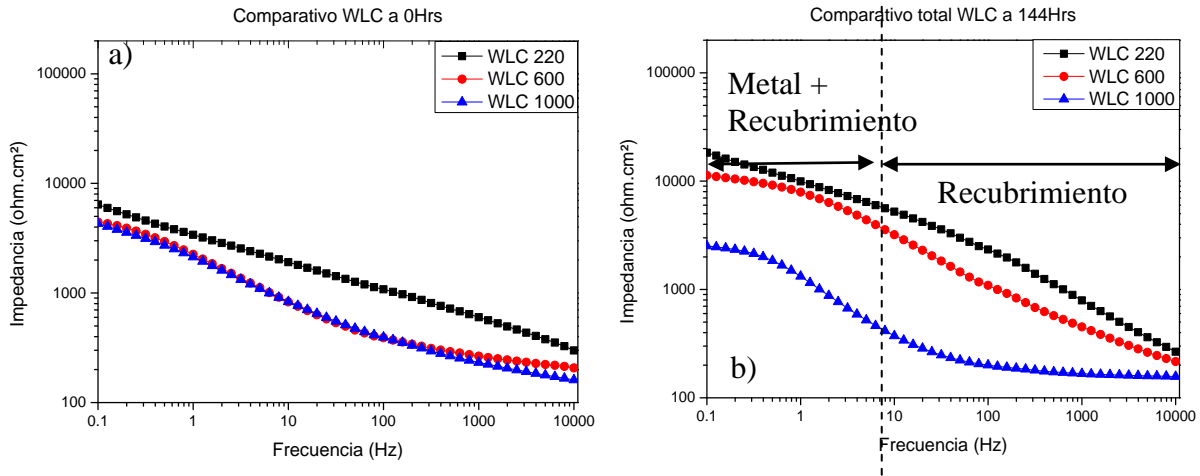 Comparativo WLC a 0Hrs
a)
WLC 220
WLC 600
WLC 1000
100000
10000
1000
100
Impedancia (ohm.cm²)
0.1 1 10 100 1000 10000
Frecuencia (Hz)
Comparativo total WLC a 144Hrs
WLC 220
WLC 600
WLC 1000
Metal +
Recubrimiento
Recubrimiento
b)
100000
10000
1000
100
Impedancia (ohm.cm²)
0.1 1 10 100 1000 10000
Frecuencia (Hz)